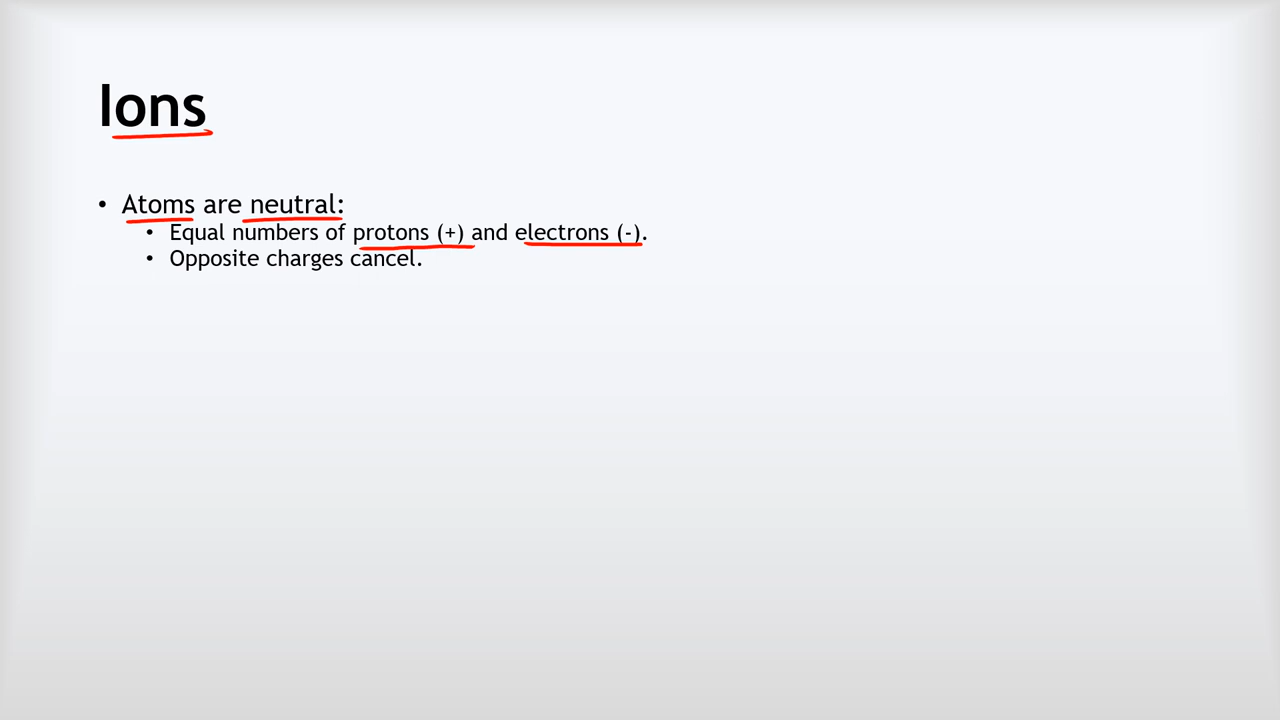 Ions
• Atoms are neutral:
• Equal numbers of protons (+) and electrons (-).
• Opposite charges cancel.